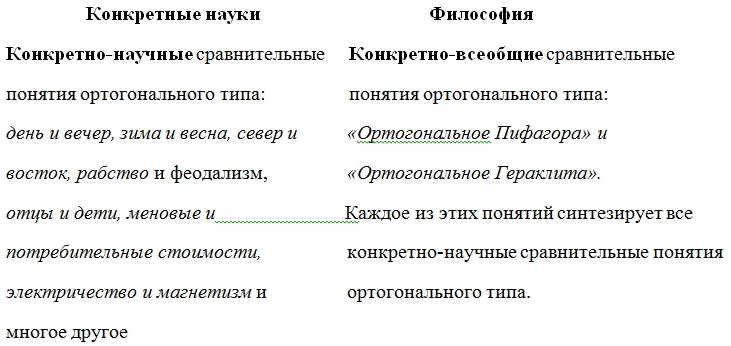 Конкретные науки Философия
Конкретно-научные сравнительные Конкретно-всеобщие сравнительные
понятия ортогонального типа: понятия ортогонального типа:
день и вечер, зима и весна, север и «Ортогональное Пифагора» и
восток, рабство и феодализм, «Ортогональное Гераклита».
отцы и дети, меновые и Каждое из этих понятий синтезирует все
потребительные стоимости, конкретно-научные сравнительные понятия
электричество и магнетизм и ортогонального типа.
многое другое